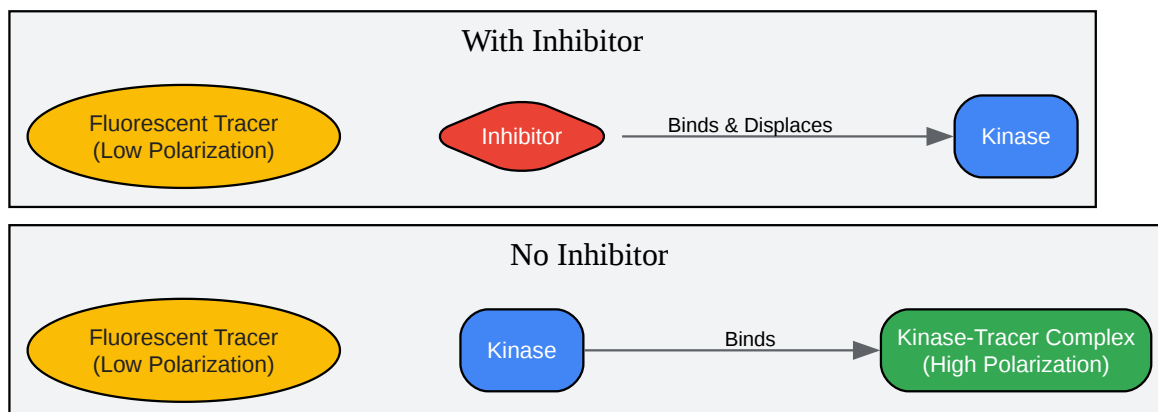 With Inhibitor
Fluorescent Tracer
(Low Polarization)
Inhibitor
Binds & Displaces
Kinase
No Inhibitor
Fluorescent Tracer
(Low Polarization)
Kinase
Binds
Kinase-Tracer Complex
(High Polarization)